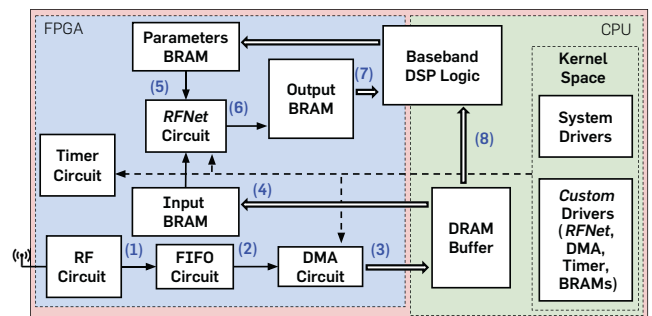 FPGA
CPU
Parameters
BRAM
Baseband
DSP Logic
Kernel
Space
(5)
(6)
(7)
Output
BRAM
RFNet
Circuit
System
Drivers
(8)
Timer
Circuit
Input
BRAM
(4)
DRAM
Buffer
Custom
Drivers
(RFNet,
DMA,
Timer,
BRAMs)
RF
Circuit
(1)
FIFO
Circuit
(2)
DMA
Circuit
(3)